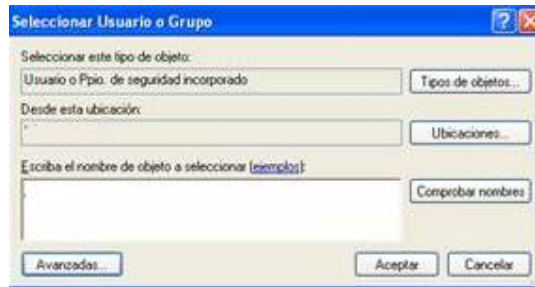 Seleccionar Usuario o Grupo
Seleccionar este tipo de objeto:
Usuario o Ppio. de seguridad incorporado
Tipos de objetos...
Desde esta ubicación:
Ubicaciones...
Escriba el nombre de objeto a seleccionar (ejemplos):
Comprobar nombres
Avanzadas... Aceptar Cancelar